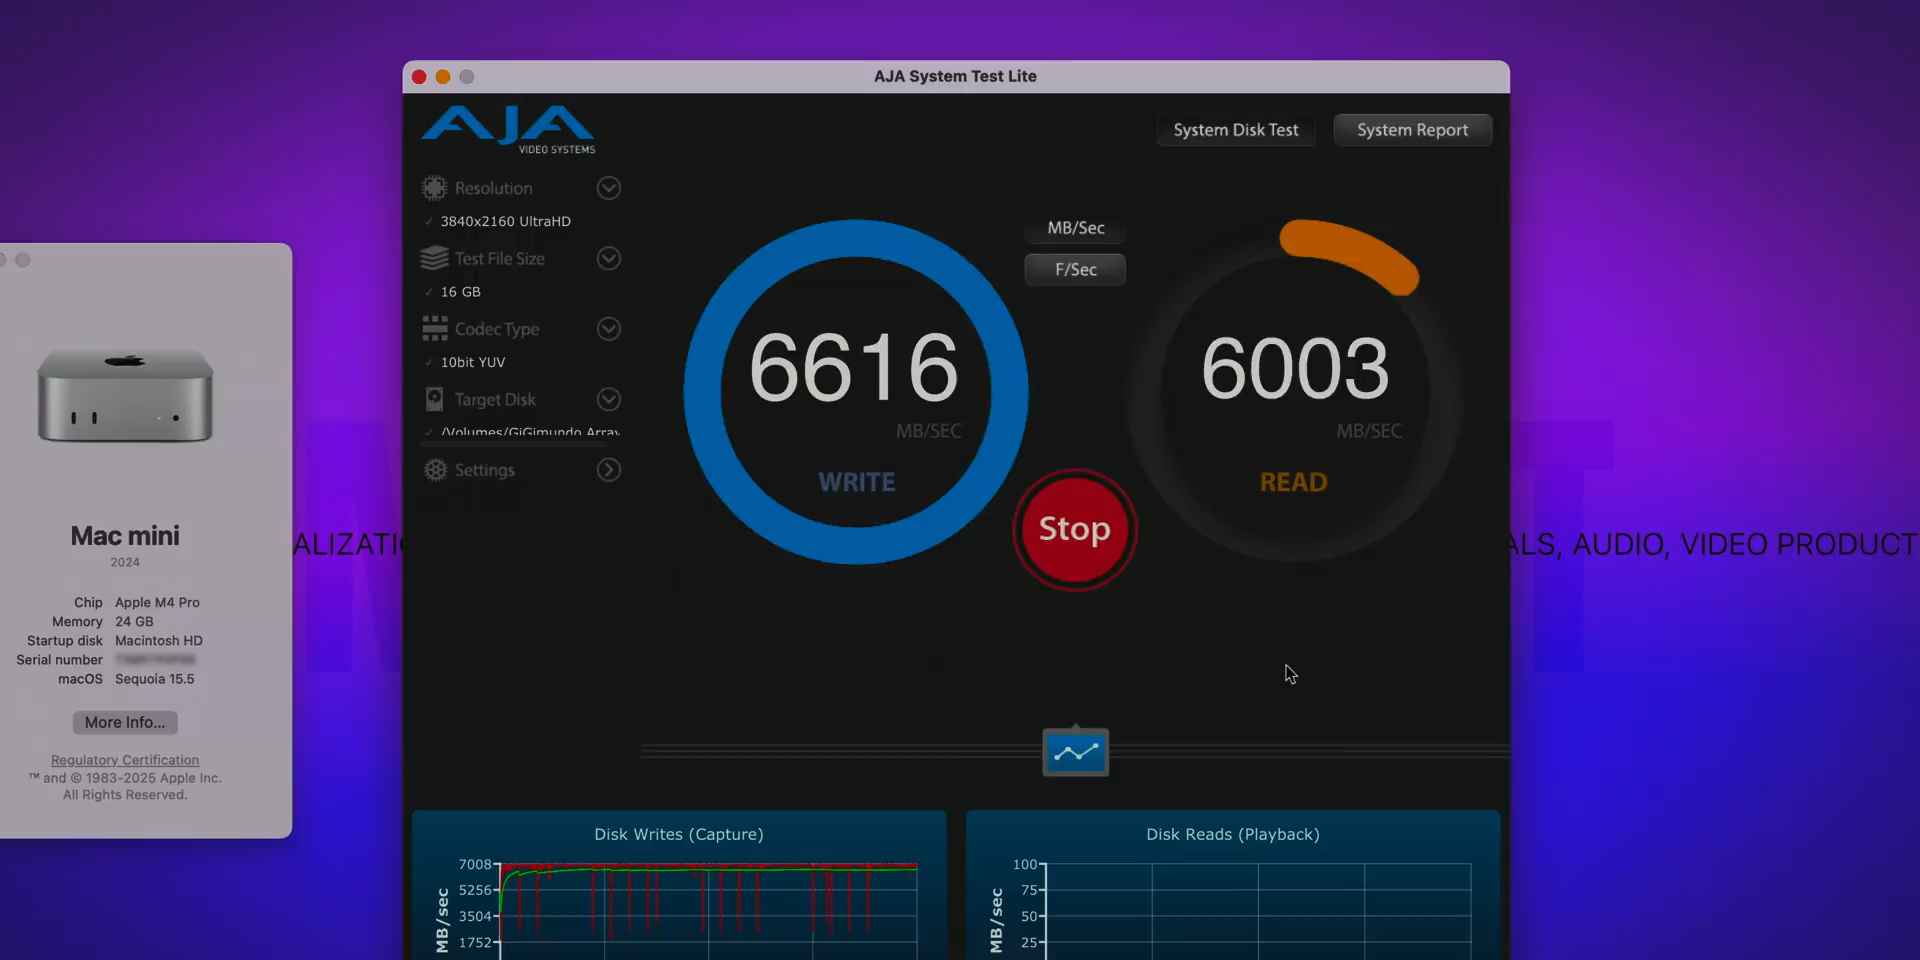 AJA System Test Lite
AJA
VIDEO SYSTEMS
System Disk Test
System Report
Resolution
3840x2160 UltraHD
Test File Size
16 GB
Codec Type
10bit YUV
Target Disk
/Volumes/GiGimundo Array
Settings
6616
MB/SEC
WRITE
MB/Sec
F/Sec
6003
MB/SEC
READ
Stop
Mac mini
2024
Chip Apple M4 Pro
Memory 24 GB
Startup disk Macintosh HD
Serial number
macOS Sequoia 15.5
More Info...
Regulatory Certification
™ and © 1983-2025 Apple Inc.
All Rights Reserved.
ALIZATI
ALS, AUDIO, VIDEO PRODUCT
Disk Writes (Capture)
7008
5256
3504
1752
MB/sec
Disk Reads (Playback)
100
75
50
25
MB/sec